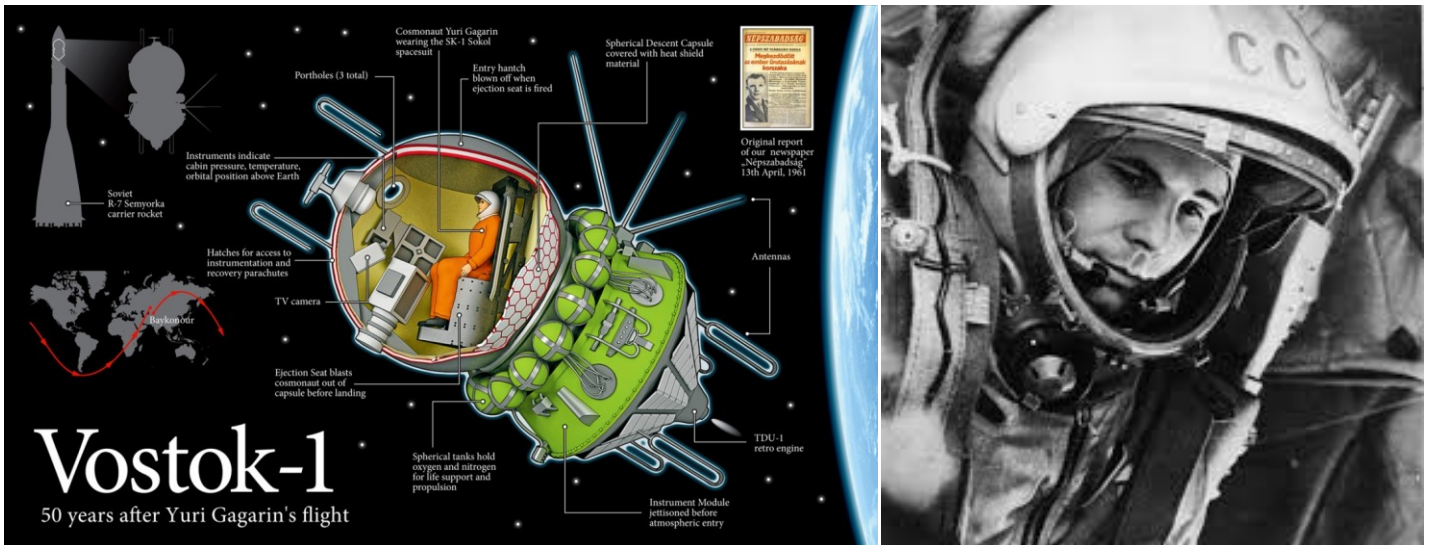 Cosmonaut Yuri Gagarin
wearing the SK-1 Sokol
spacesuit
Portholes (3 total)
Entry hantch
blown off when
ejection seat is fired
Spherical Descent Capsule
covered with heat shield
material
NÉPSZABADSÁG
Megkezdődött
az ember űrutazásának
korszaka
Original report
of our newspaper
„Népszabadság"
13th April, 1961
Instruments indicate
cabin pressure, temperature,
orbital position above Earth
Soviet
R-7 Semyorka
carrier rocket
Hatches for access to
instrumentation and
recovery parachutes
Antennas
TV camera
Baykonour
Ejection Seat blasts
cosmonaut out of
capsule before landing
Vostok-1
50 years after Yuri Gagarin's flight
Spherical tanks hold
oxygen and nitrogen
for life support and
propulsion
TDU-1
retro engine
Instrument Module
jettisoned before
atmospheric entry
CC